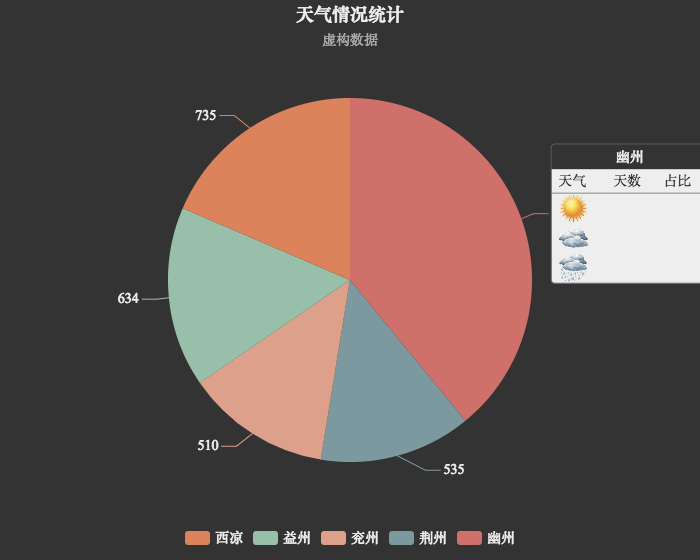 天气情况统计
虚构数据
735
幽州
天气 天数 占比
634
510
535
西凉 益州 兖州 荆州 幽州